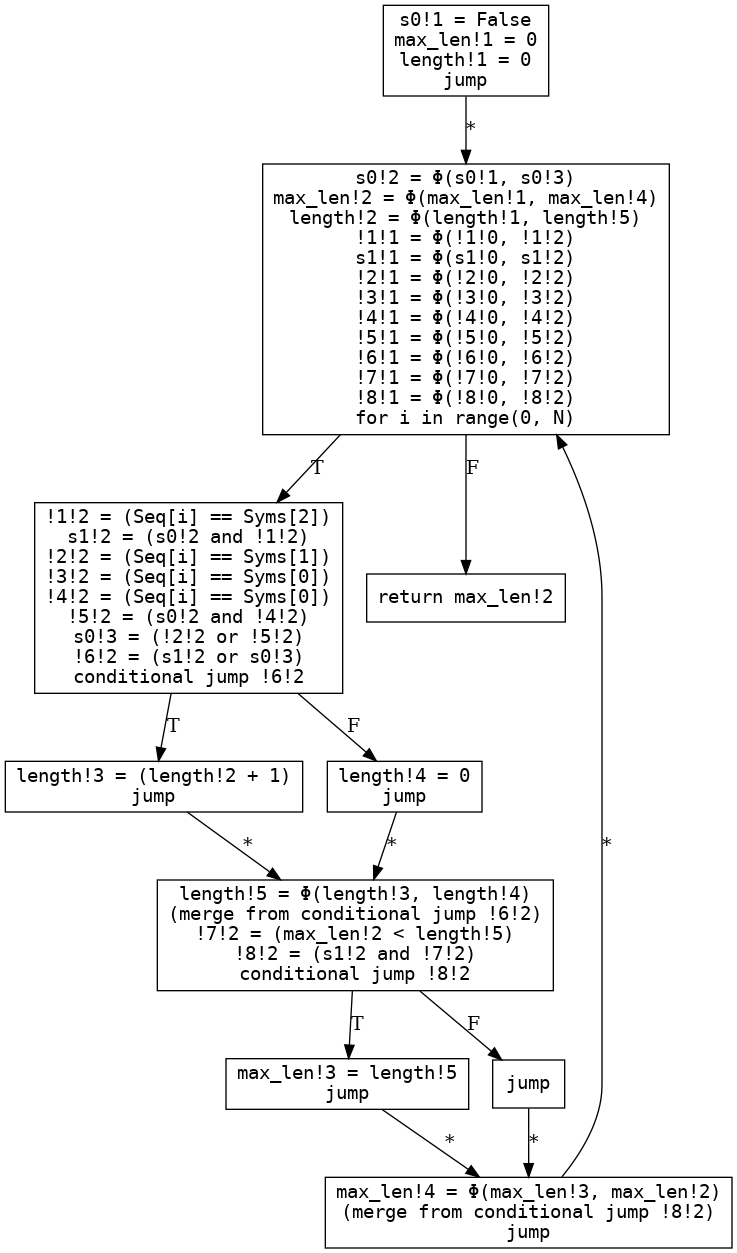 s0!1 = False
max_len!1 = 0
length!1 = 0
jump
*
s0!2 = Φ(s0!1, s0!3)
max_len!2 = Φ(max_len!1, max_len!4)
length!2 = Φ(length!1, length!5)
!1!1 = Φ(!1!0, !1!2)
s1!1 = Φ(s1!0, s1!2)
!2!1 = Φ(!2!0, !2!2)
!3!1 = Φ(!3!0, !3!2)
!4!1 = Φ(!4!0, !4!2)
!5!1 = Φ(!5!0, !5!2)
!6!1 = Φ(!6!0, !6!2)
!7!1 = Φ(!7!0, !7!2)
!8!1 = Φ(!8!0, !8!2)
for i in range(0, N)
T
F
!1!2 = (Seq[i] == Syms[2])
s1!2 = (s0!2 and !1!2)
!2!2 = (Seq[i] == Syms[1])
!3!2 = (Seq[i] == Syms[0])
!4!2 = (Seq[i] == Syms[0])
!5!2 = (s0!2 and !4!2)
s0!3 = (!2!2 or !5!2)
!6!2 = (s1!2 or s0!3)
conditional jump !6!2
return max_len!2
T
F
length!3 = (length!2 + 1)
jump
length!4 = 0
jump
*
*
*
length!5 = Φ(length!3, length!4)
(merge from conditional jump !6!2)
!7!2 = (max_len!2 < length!5)
!8!2 = (s1!2 and !7!2)
conditional jump !8!2
T
F
max_len!3 = length!5
jump
jump
*
*
max_len!4 = Φ(max_len!3, max_len!2)
(merge from conditional jump !8!2)
jump